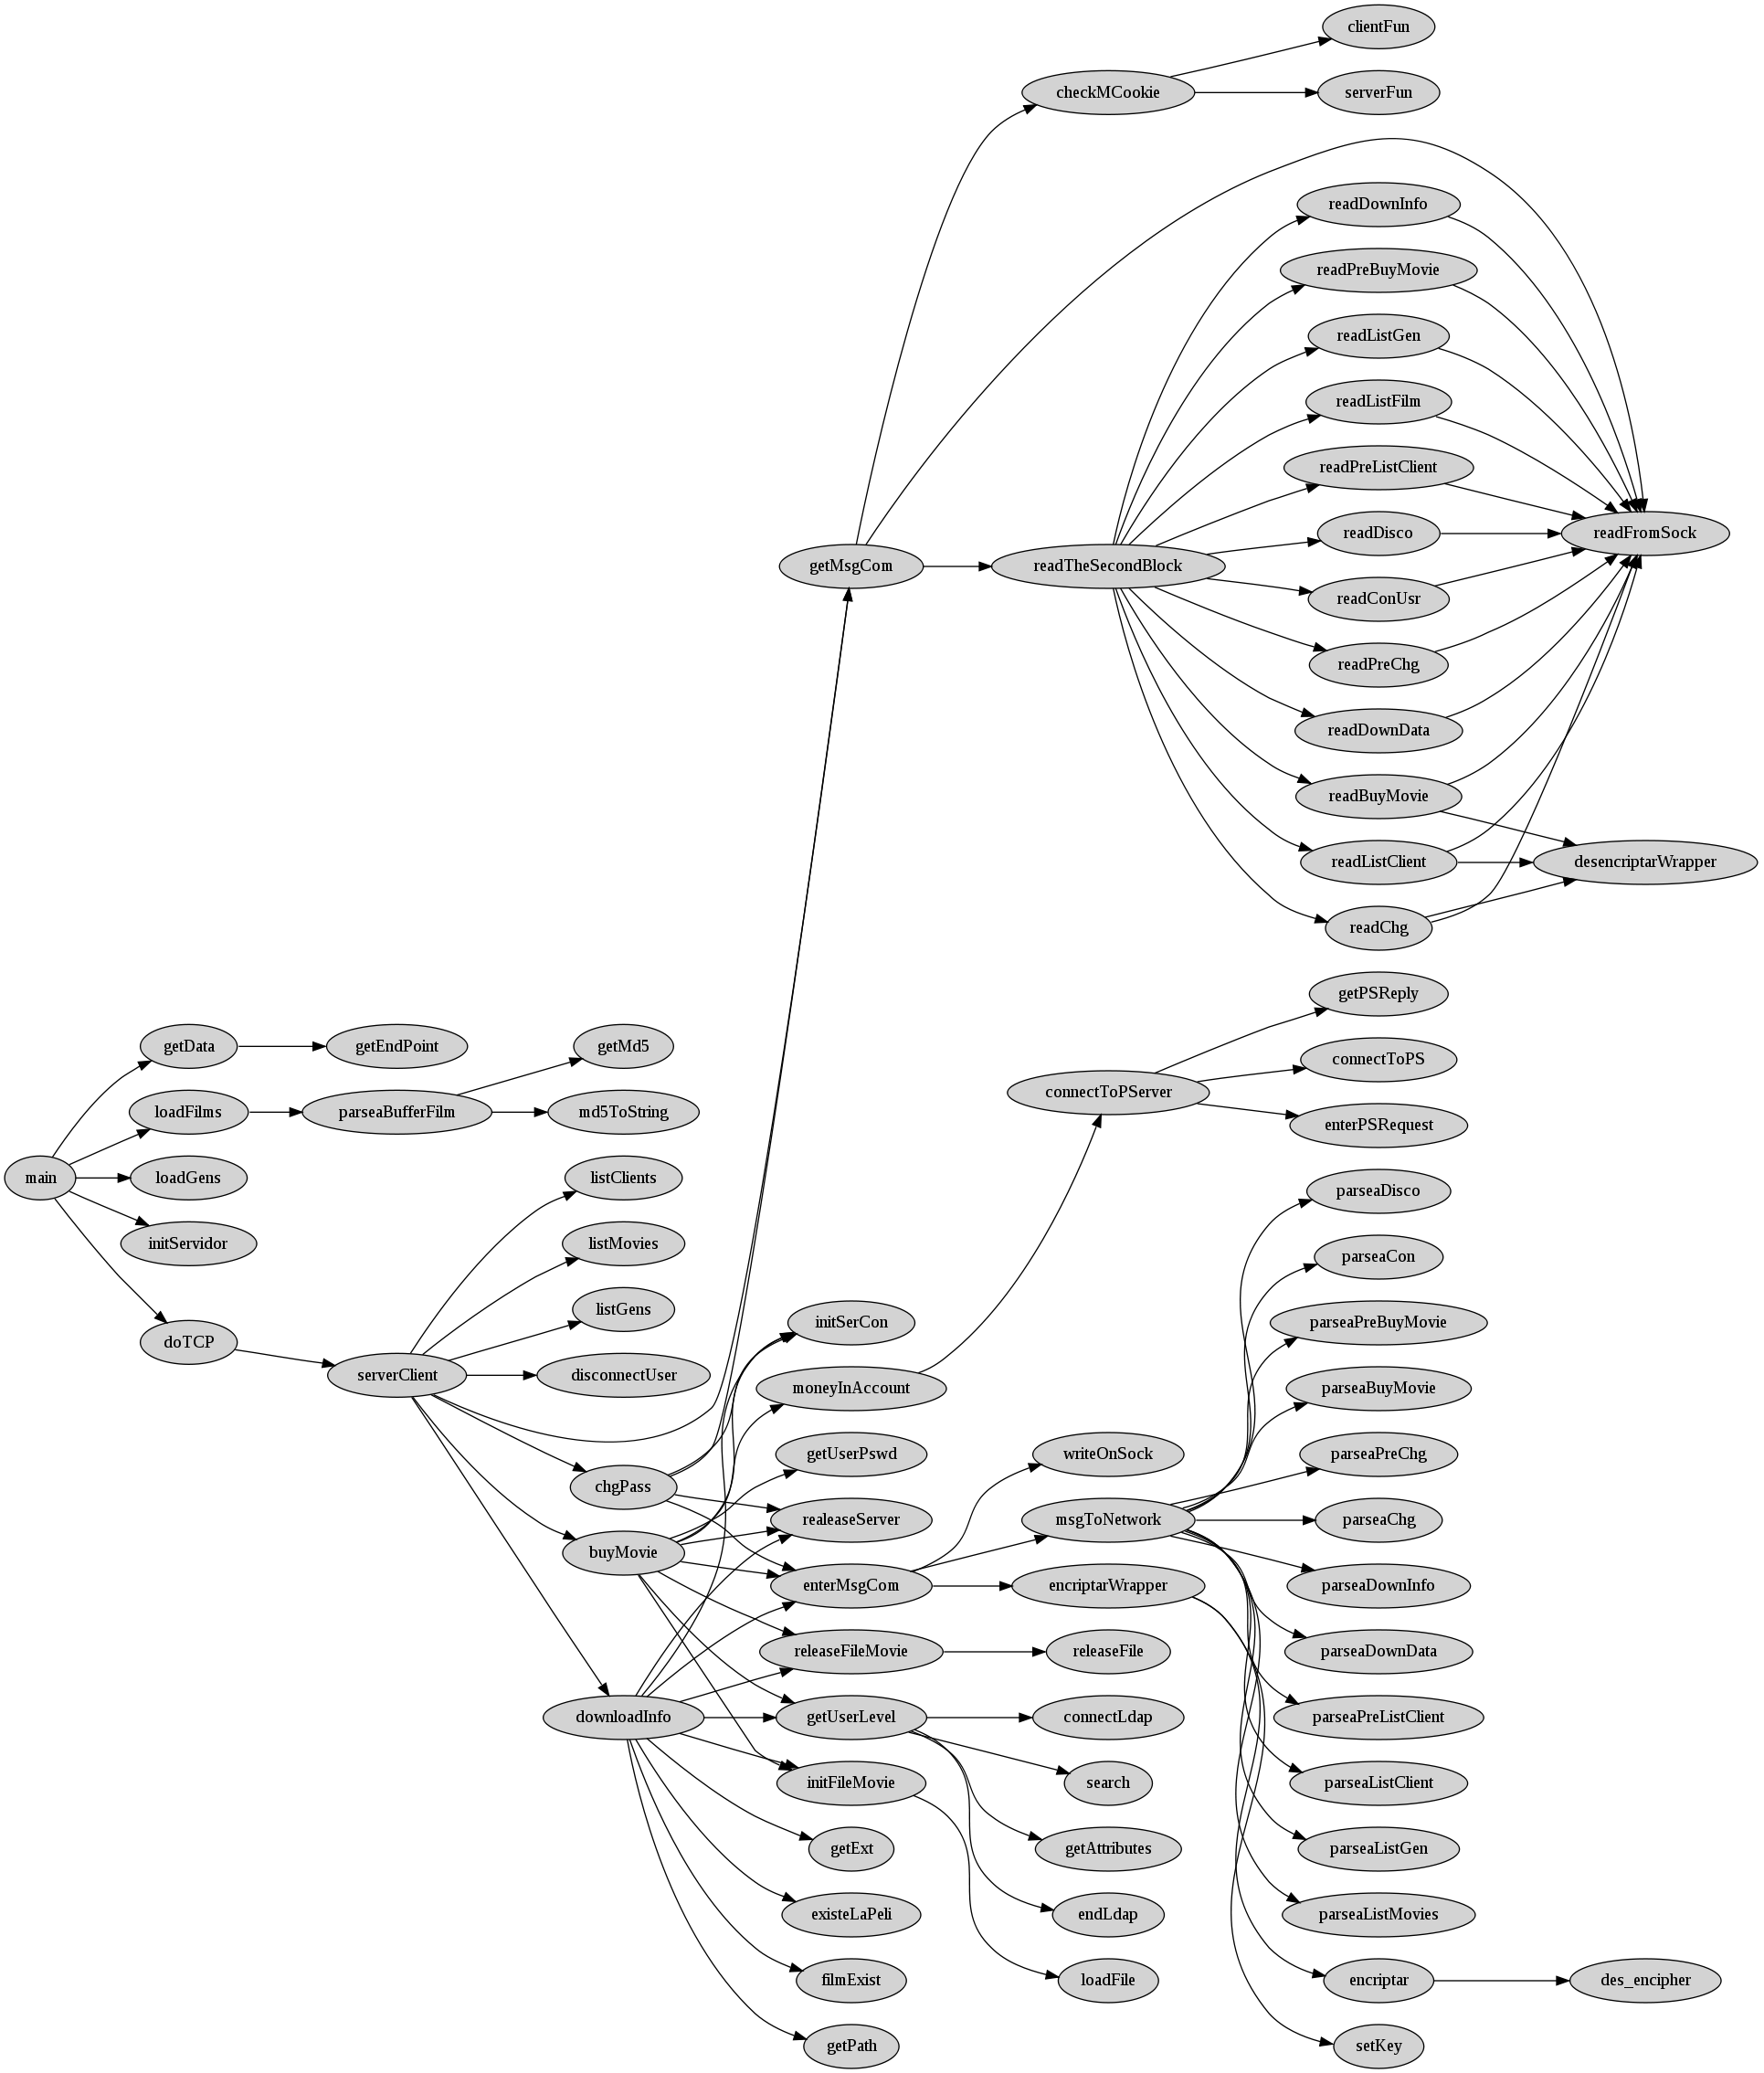 clientFun
checkMCookie
serverFun
readDownInfo
readPreBuyMovie
readListGen
readListFilm
readPreListClient
readDisco
readFromSock
getMsgCom
readTheSecondBlock
readConUsr
readPreChg
readDownData
readBuyMovie
readListClient
desencriptarWrapper
readChg
getPSReply
getData
getEndPoint
getMd5
connectToPS
connectToPServer
loadFilms
parseaBufferFilm
md5ToString
enterPSRequest
main
loadGens
listClients
parseaDisco
initServidor
listMovies
parseaCon
listGens
initSerCon
parseaPreBuyMovie
doTCP
serverClient
disconnectUser
moneyInAccount
parseaBuyMovie
getUserPswd
writeOnSock
parseaPreChg
chgPass
realeaseServer
msgToNetwork
parseaChg
buyMovie
enterMsgCom
encriptarWrapper
parseaDownInfo
releaseFileMovie
releaseFile
parseaDownData
downloadInfo
getUserLevel
connectLdap
parseaPreListClient
initFileMovie
search
parseaListClient
getExt
getAttributes
parseaListGen
existeLaPeli
endLdap
parseaListMovies
filmExist
loadFile
encriptar
des_encipher
getPath
setKey